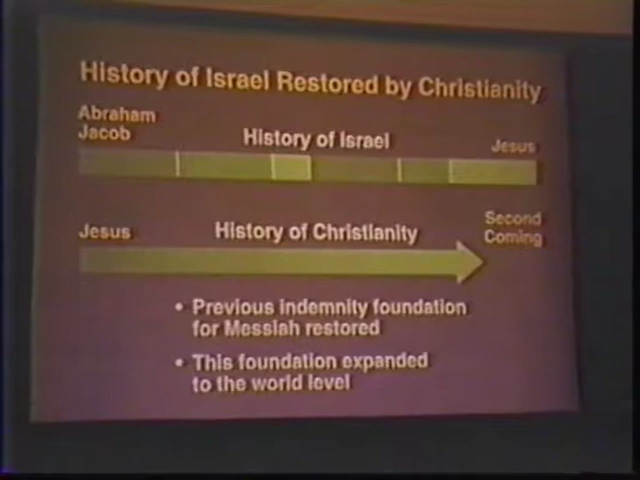 History of Israel Restored by Christianity
Abraham
Jacob
History of Israel
Jesus
Jesus
History of Christianity
Second
Coming
• Previous indemnity foundation
for Messiah restored
• This foundation expanded
to the world level